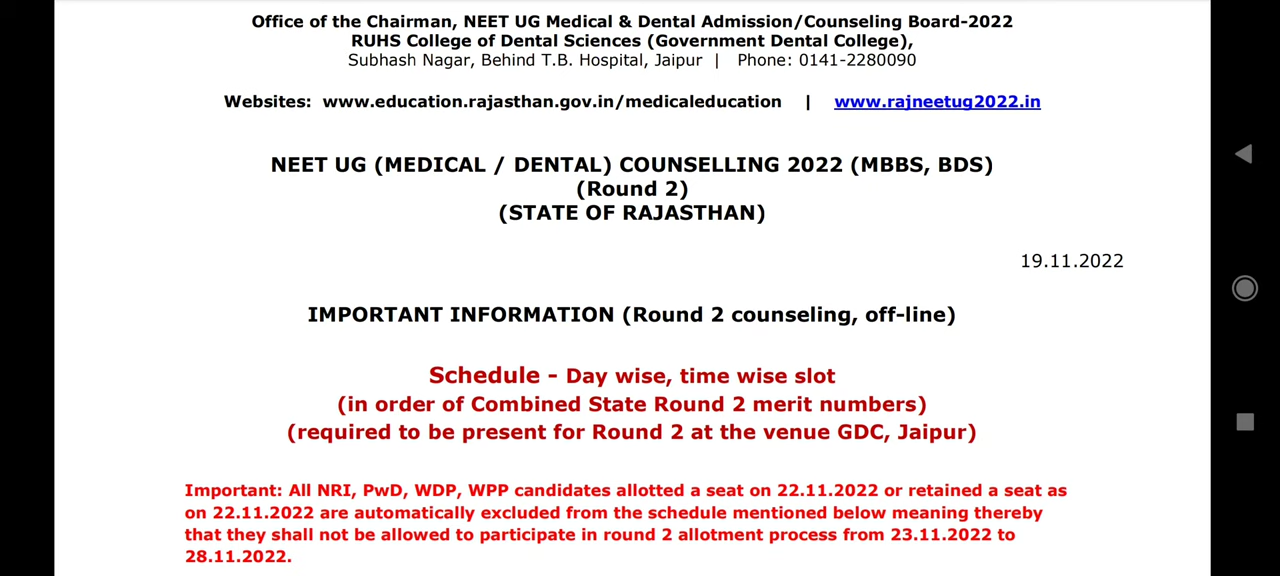 Office of the Chairman, NEET UG Medical & Dental Admission/Counseling Board-2022
RUHS College of Dental Sciences (Government Dental College),
Subhash Nagar, Behind T.B. Hospital, Jaipur | Phone: 0141-2280090
Websites: www.education.rajasthan.gov.in/medicaleducation | www.rajneetug2022.in
NEET UG (MEDICAL / DENTAL) COUNSELLING 2022 (MBBS, BDS)
(Round 2)
(STATE OF RAJASTHAN)
19.11.2022
IMPORTANT INFORMATION (Round 2 counseling, off-line)
Schedule - Day wise, time wise slot
(in order of Combined State Round 2 merit numbers)
(required to be present for Round 2 at the venue GDC, Jaipur)
Important: All NRI, PwD, WDP, WPP candidates allotted a seat on 22.11.2022 or retained a seat as
on 22.11.2022 are automatically excluded from the schedule mentioned below meaning thereby
that they shall not be allowed to participate in round 2 allotment process from 23.11.2022 to
28.11.2022.